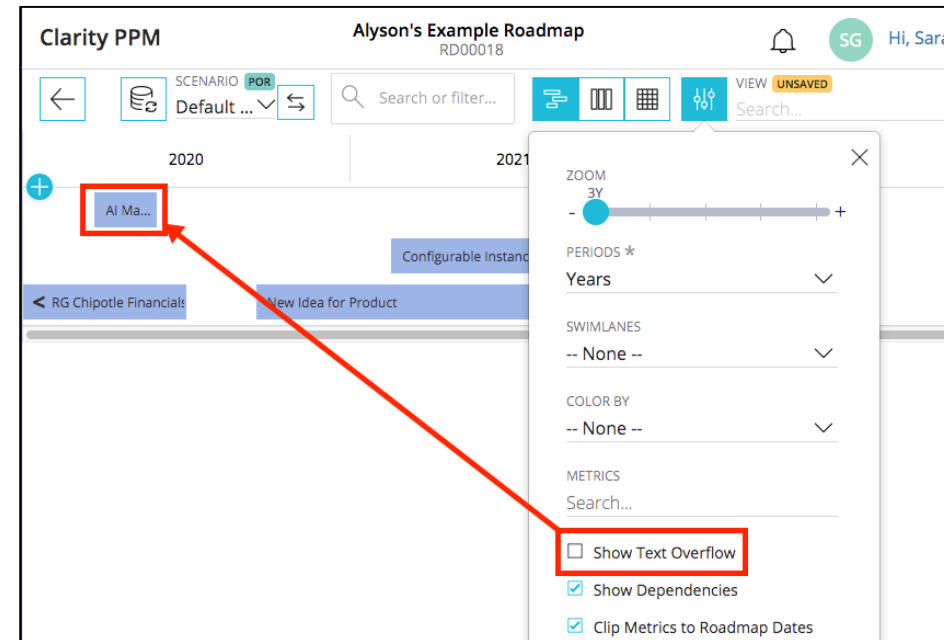 Clarity PPM
Alyson's Example Roadmap
RD00018
SG
Hi, Sara
SCENARIO POR
Default ...
Search or filter...
VIEW UNSAVED
Search...
2020
2021
AI Ma...
Configurable Instanc
< RG Chipotle Financials
New Idea for Product
ZOOM
3Y
- +
PERIODS *
Years
SWIMLANES
-- None --
COLOR BY
-- None --
METRICS
Search...
Show Text Overflow
Show Dependencies
Clip Metrics to Roadmap Dates